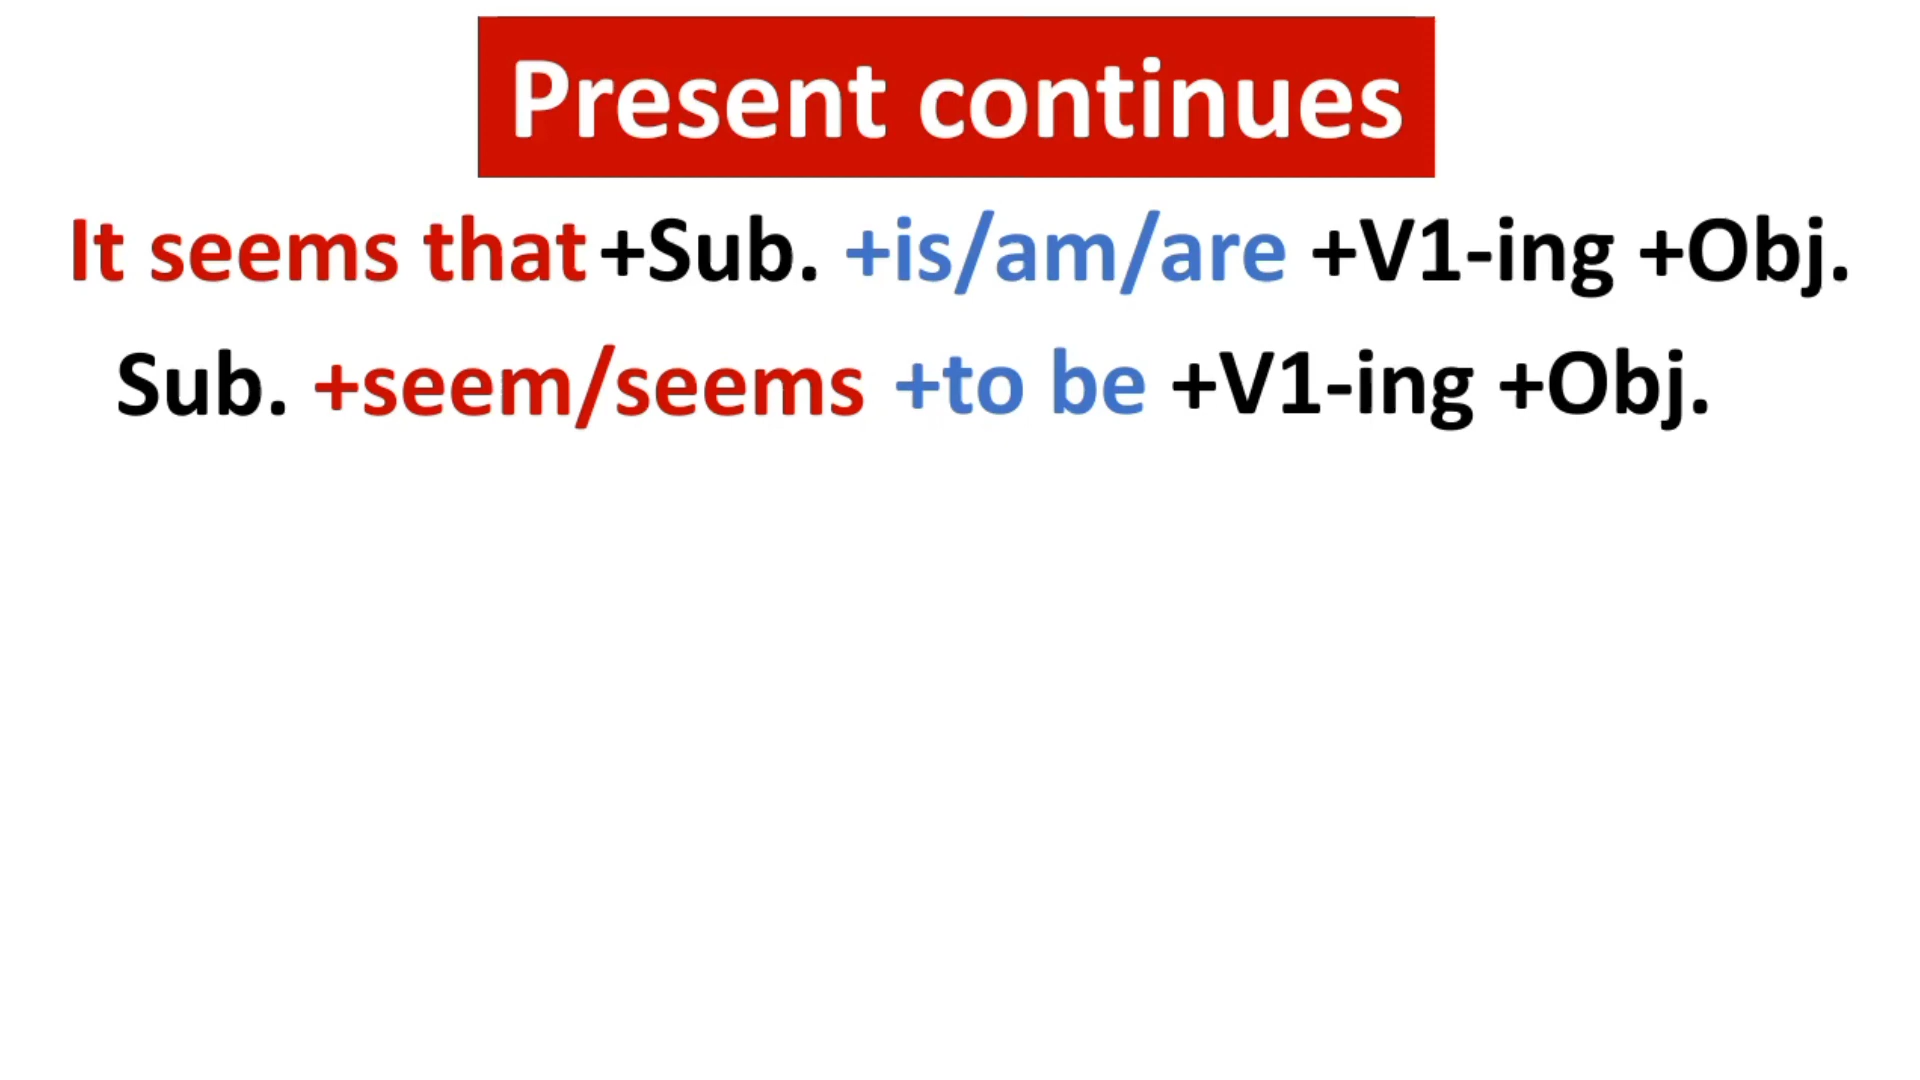 Present continues
It seems that +Sub. +is/am/are +V1-ing +Obj.
Sub. +seem/seems +to be +V1-ing +Obj.